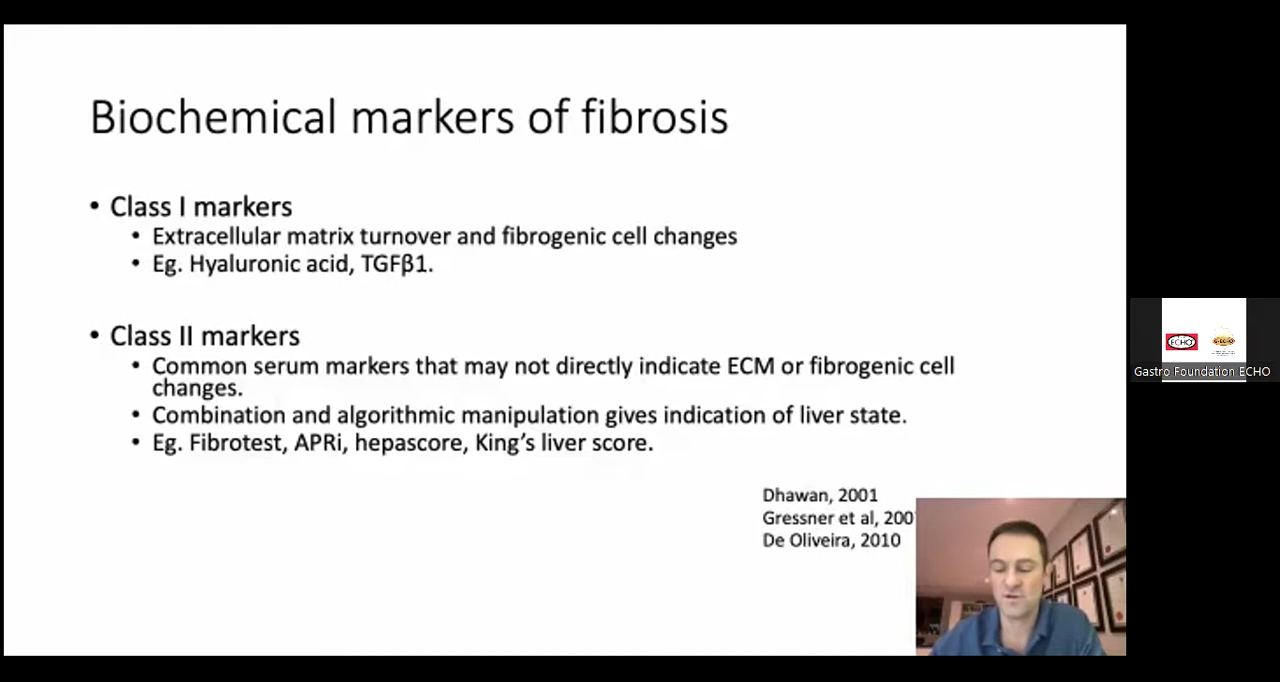 Biochemical markers of fibrosis
• Class I markers
• Extracellular matrix turnover and fibrogenic cell changes
• Eg. Hyaluronic acid, TGFβ1.
• Class II markers
• Common serum markers that may not directly indicate ECM or fibrogenic cell
changes.
• Combination and algorithmic manipulation gives indication of liver state.
• Eg. Fibrotest, APRi, hepascore, King's liver score.
Dhawan, 2001
Gressner et al,
De Oliveira, 2010
ECHO
Gastro Foundation ECHO